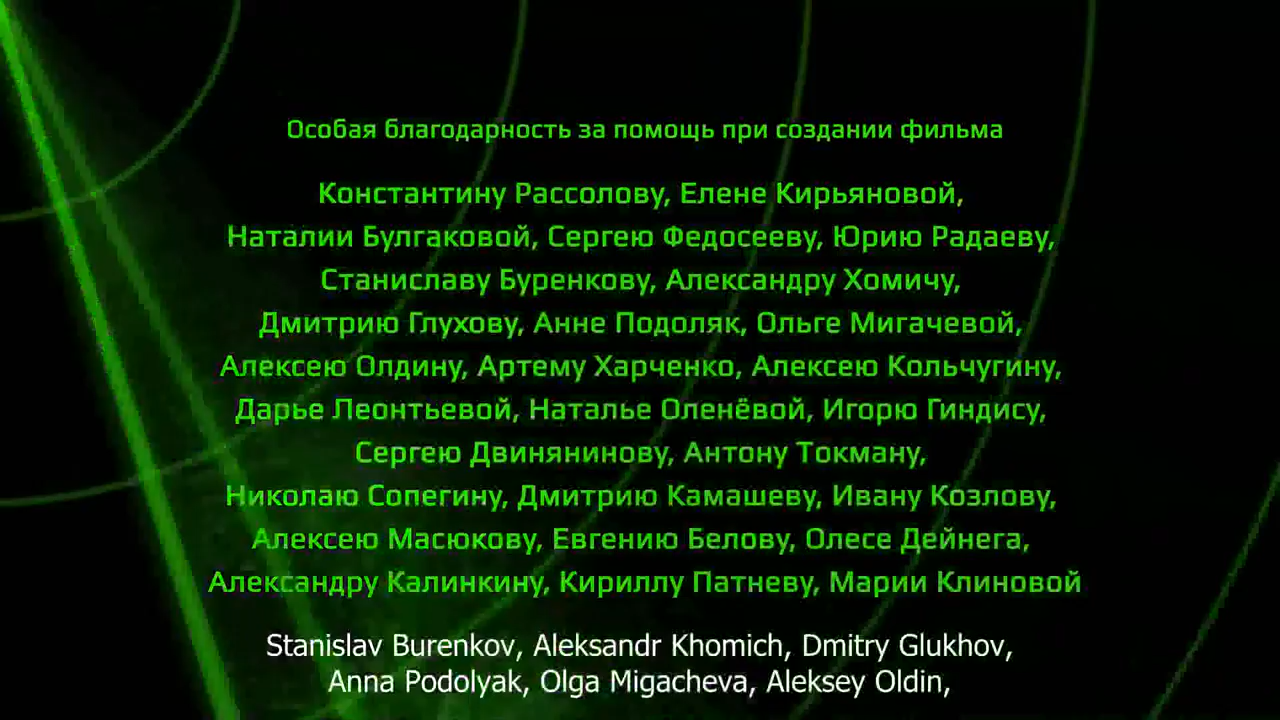 Особая благодарность за помощь при создании фильма
Константину Рассолову, Елене Кирьяновой,
Наталии Булгаковой, Сергею Федосееву, Юрию Радаеву,
Станиславу Буренкову, Александру Хомичу,
Дмитрию Глухову, Анне Подоляк, Ольге Мигачевой,
Алексею Олдину, Артему Харченко, Алексею Кольчугину,
Дарье Леонтьевой, Наталье Оленёвой, Игорю Гиндису,
Сергею Двинянинову, Антону Токману,
Николаю Сопегину, Дмитрию Камашеву, Ивану Козлову,
Алексею Масюкову, Евгению Белову, Олесе Дейнега,
Александру Калинкину, Кириллу Патневу, Марии Клиновой
Stanislav Burenkov, Aleksandr Khomich, Dmitry Glukhov,
Anna Podolyak, Olga Migacheva, Aleksey Oldin,